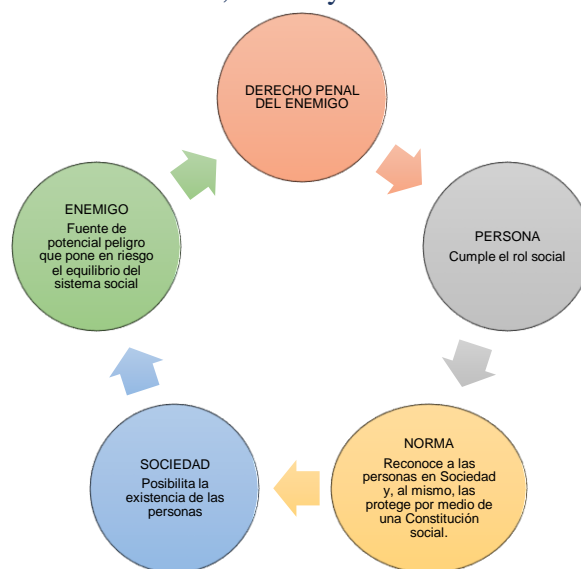 DERECHO PENAL
DEL ENEMIGO
PERSONA
Cumple el rol social
NORMA
Reconoce a las
personas en Sociedad
y, al mismo, las
protege por medio de
una Constitución
social.
SOCIEDAD
Posibilita la
existencia de las
personas
ENEMIGO
Fuente de
potencial peligro
que pone en riesgo
el equilibrio del
sistema social